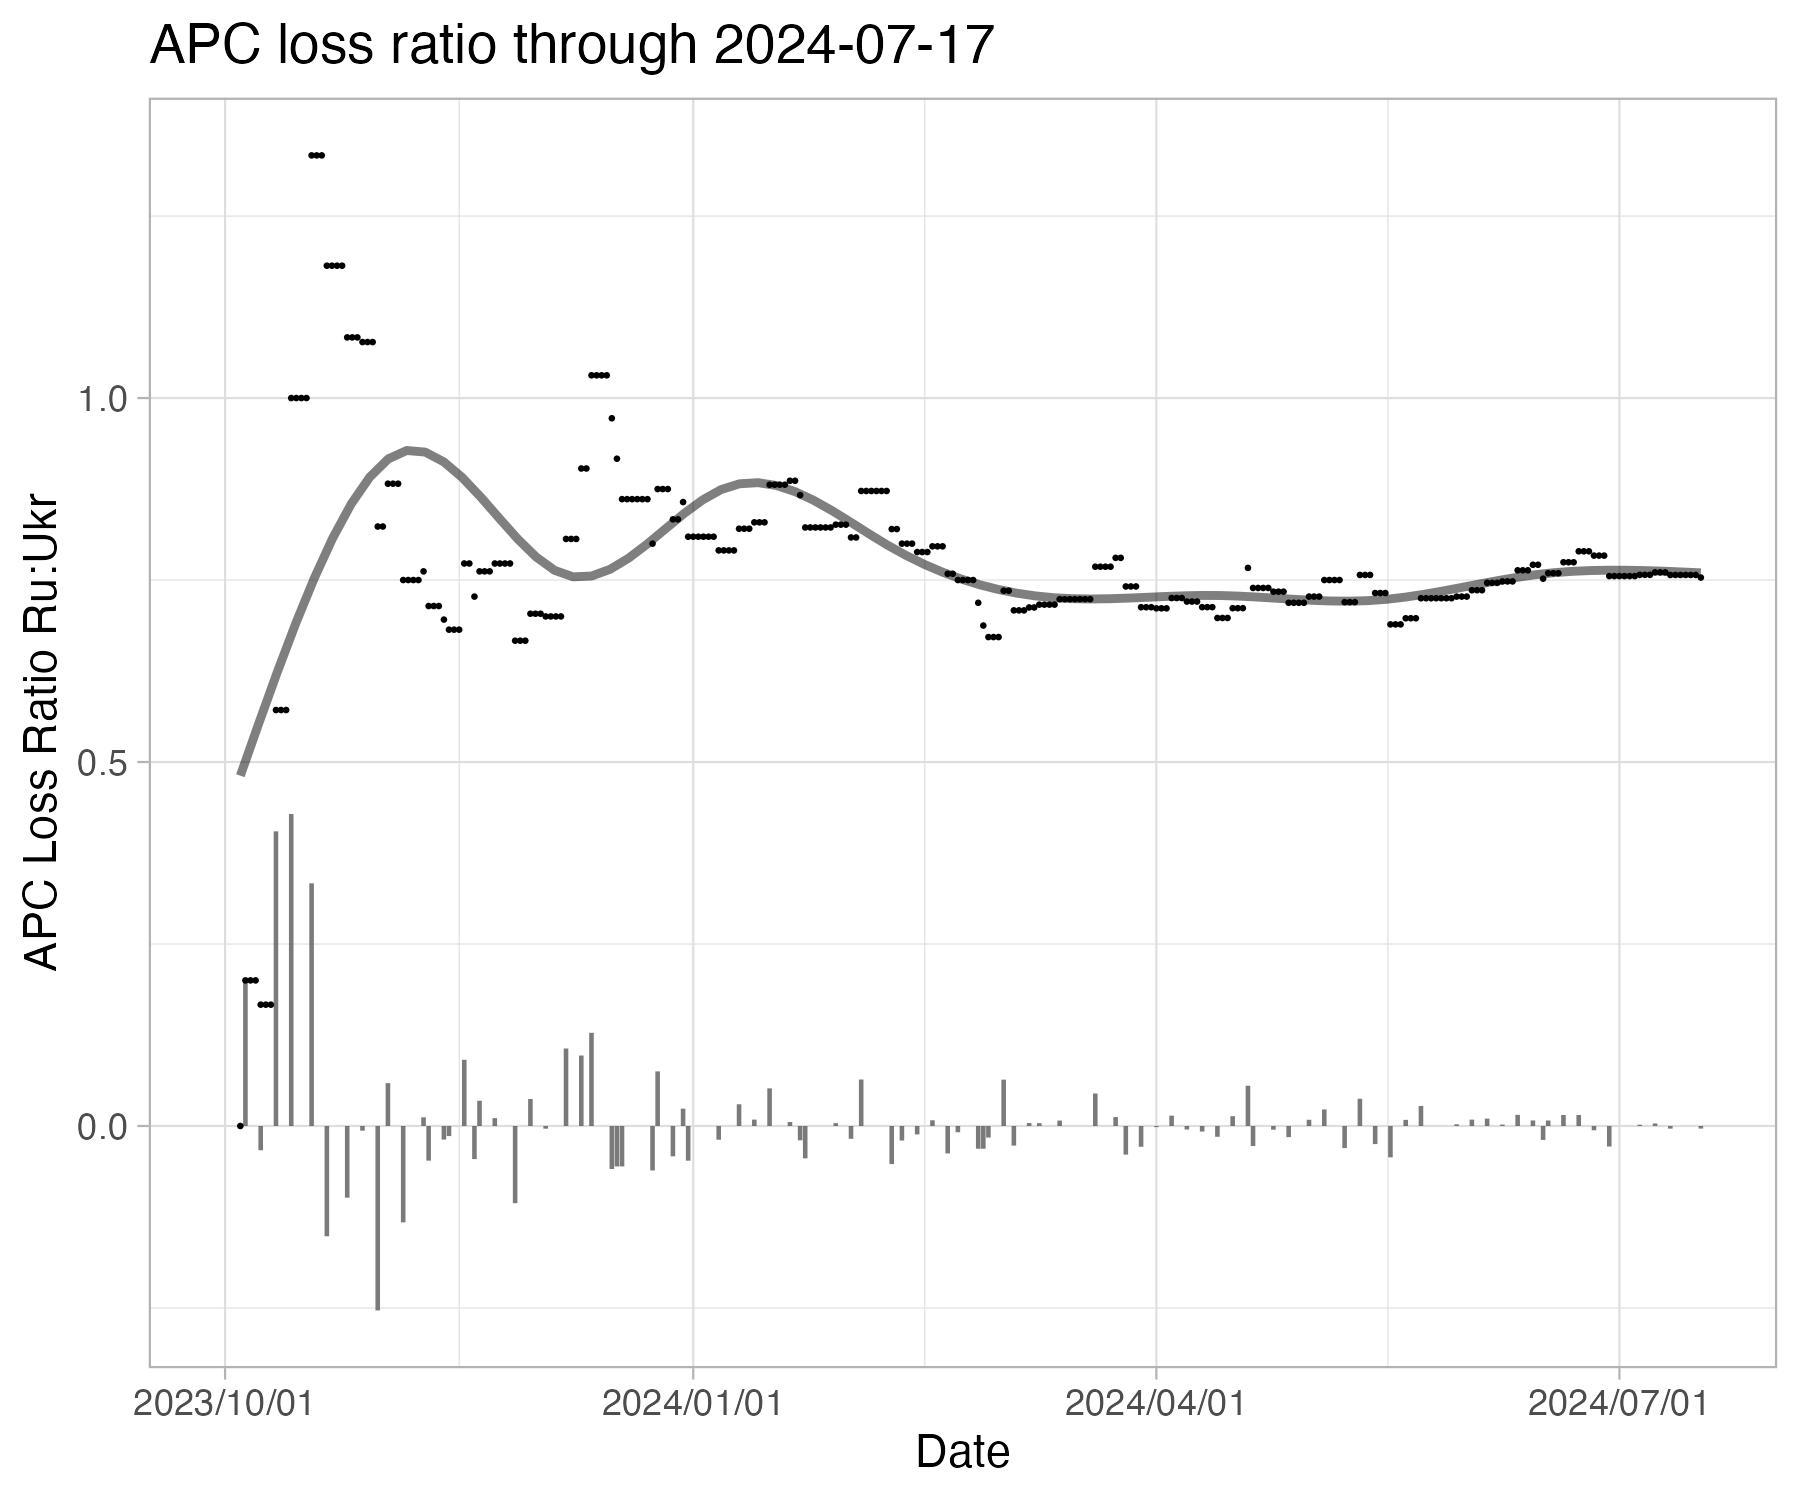 APC loss ratio through 2024-07-17
APC Loss Ratio Ru:Ukr
1.0
0.5
0.0
2023/10/01
2024/01/01
2024/04/01
2024/07/01
Date